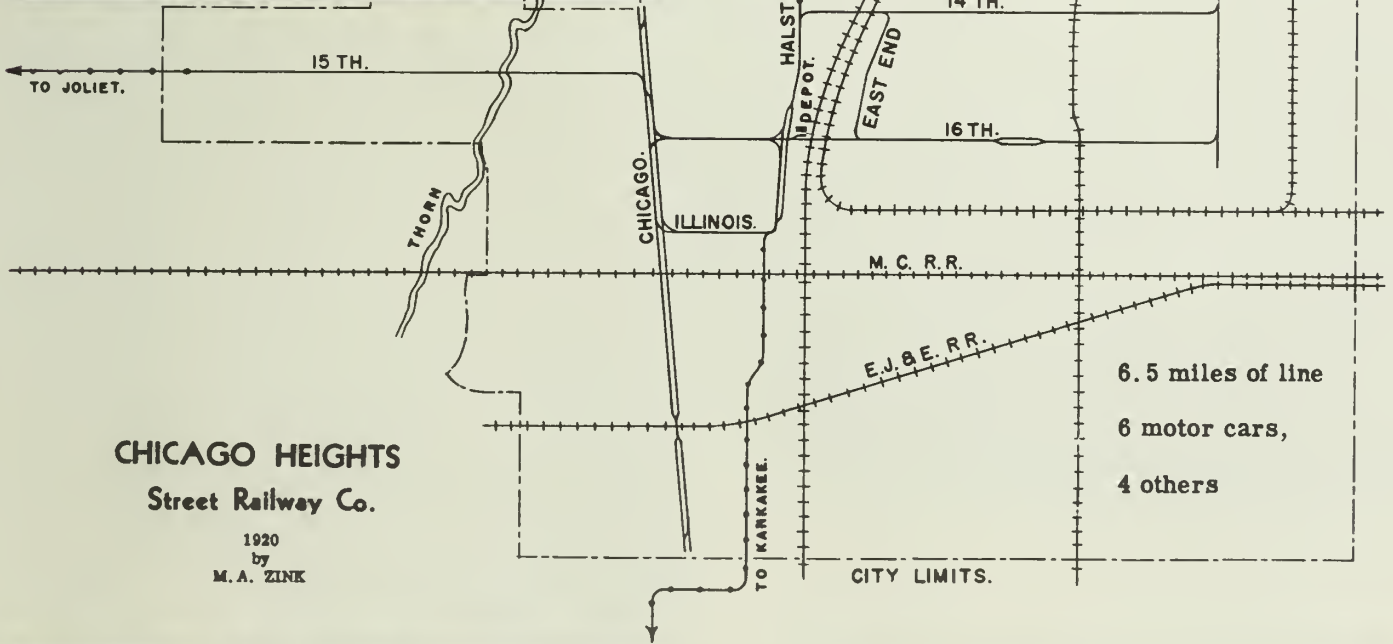 14 TH.
HALST
15 TH.
TO JOLIET.
DEPOT.
EAST END
16 TH.
CHICAGO.
THORN
ILLINOIS.
M. C. R.R.
E.J. & E. RR.
6.5 miles of line
6 motor cars,
4 others
CHICAGO HEIGHTS
Street Railway Co.
1920
by
M.A. ZINK
TO KANKAKEE.
CITY LIMITS.